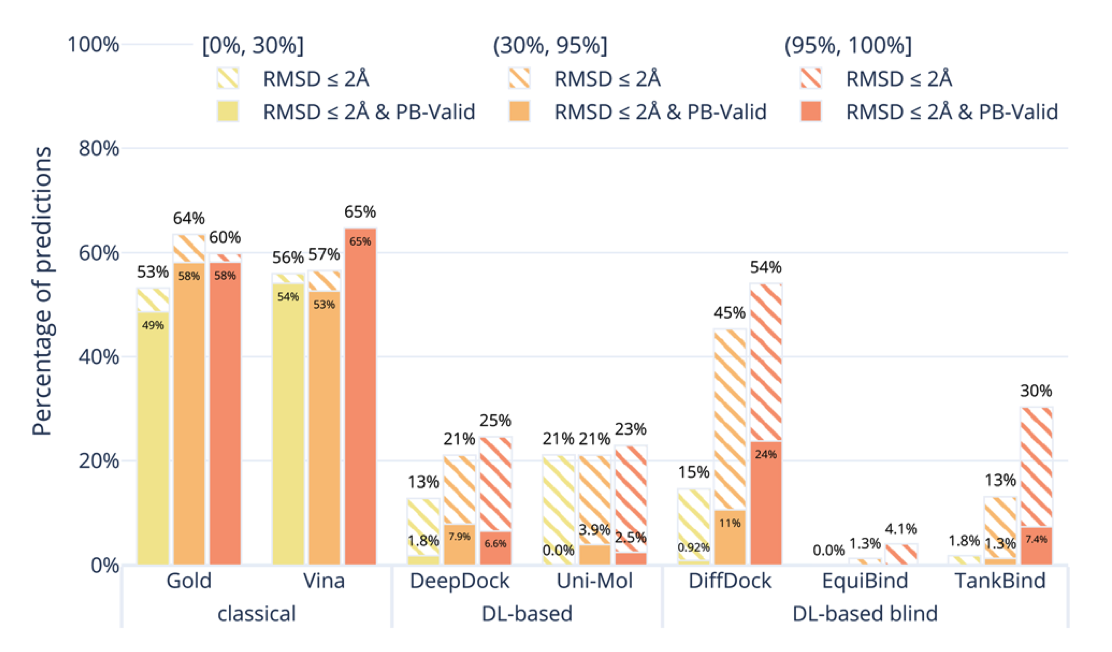 100%
[0%, 30%] (30%, 95%] (95%, 100%]
RMSD ≤ 2Å RMSD ≤ 2Å RMSD ≤ 2Å
RMSD ≤ 2Å & PB-Valid RMSD ≤ 2Å & PB-Valid RMSD ≤ 2Å & PB-Valid
Percentage of predictions
80%
60%
40%
20%
0%
53% 64% 60% 56% 57% 65%
49% 58% 58% 54% 53% 65%
13% 21% 25% 21% 21% 23%
1.8% 7.9% 6.6% 0.0% 3.9% 2.5%
15% 45% 54% 0.0% 1.3% 4.1% 1.8% 13% 30%
0.92% 11% 24% 1.3% 7.4%
Gold Vina DeepDock Uni-Mol DiffDock EquiBind TankBind
classical DL-based DL-based blind